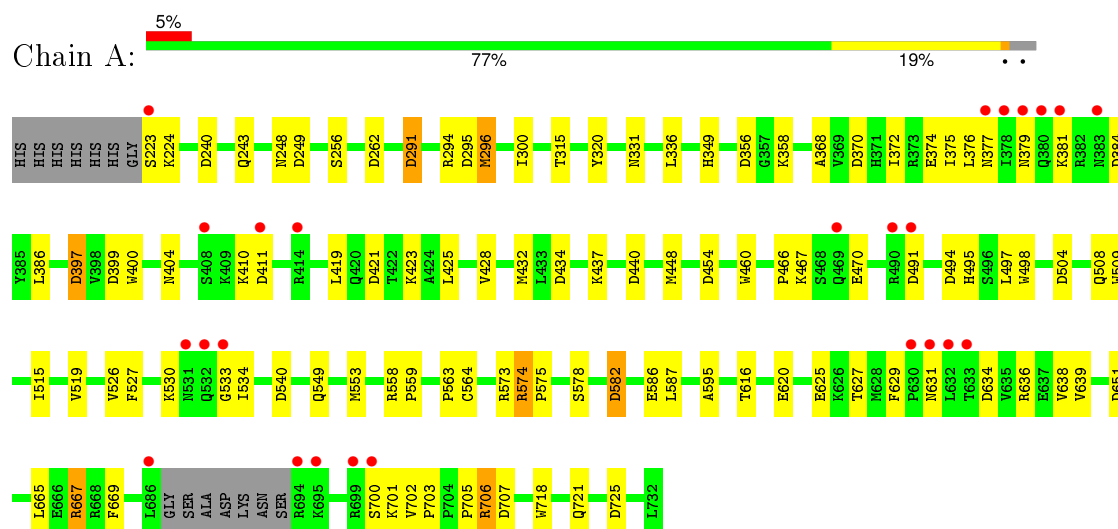 5%
Chain A:
77%
19%
HIS HIS HIS HIS HIS HIS GLY S223 K224 D240 Q243 N248 D249 S256 D262 D291 R294 D295 M296 I300 T315 Y320 N331 L336 H349 D356 G357 K358 A368 V369 D370 H371 I372 R373 E374 I375 L376 N377 I378 N379 Q380 K381 R382 N383 D384
Y385 L386 D397 V398 D399 W400 N404 S408 K409 K410 D411 R414 L419 Q420 D421 T422 K423 A424 L425 V428 M432 L433 D434 K437 D440 M448 D454 W460 P466 K467 S468 Q469 E470 R490 D491 D494 H495 S496 L497 W498 D504 Q508 W509
I515 V519 V526 F527 K530 N531 Q532 G533 I534 D540 Q549 M553 R558 P559 P563 C564 R573 R574 P575 S578 D582 E586 L587 A595 T616 E620 E625 K626 T627 M628 F629 P630 N631 L632 T633 D634 V635 R636 E637 V638 V639 D651
L665 E666 R667 R668 F669 L686 GLY SER ALA ASP LYS ASN SER R694 K695 R699 S700 K701 V702 P703 P704 P705 R706 D707 W718 Q721 D725 L732